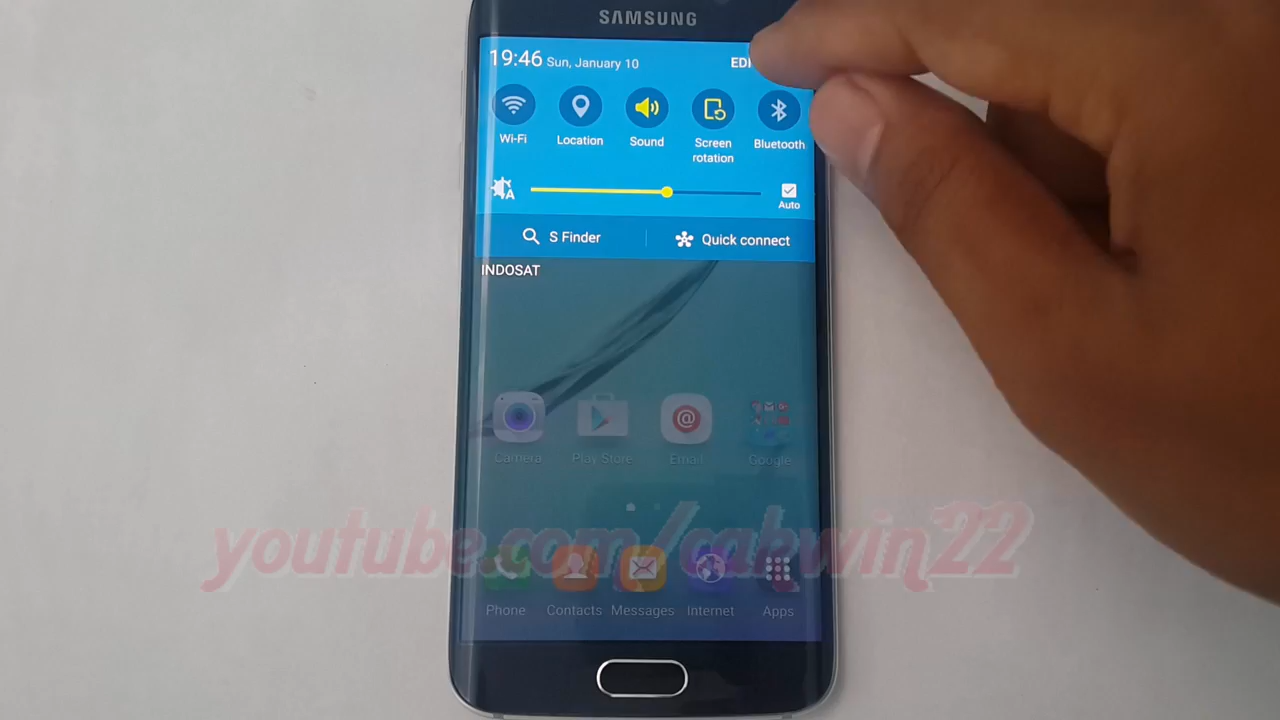 SAMSUNG
19:46 Sun, January 10
Wi-Fi Location Sound Screen rotation Bluetooth
A Auto
S Finder Quick connect
INDOSAT
Camera Play Store Email Google
youtube.com/cakwin22
Phone Contacts Messages Internet Apps